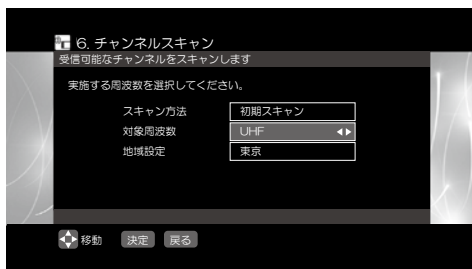 6. チャンネルスキャン
受信可能なチャンネルをスキャンします
実施する周波数を選択してください。
スキャン方法 初期スキャン
対象周波数 UHF
地域設定 東京
移動 決定 戻る